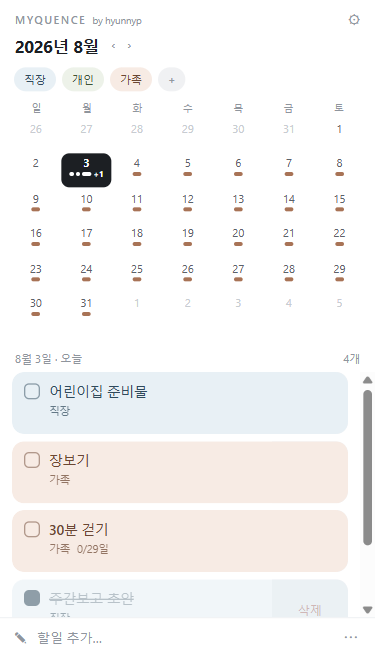 MYQUENCE by hyunnyp
2026년 8월 ‹ ›
직장 개인 가족 +
일 월 화 수 목 금 토
26 27 28 29 30 31 1
2 3 4 5 6 7 8
+1
9 10 11 12 13 14 15
16 17 18 19 20 21 22
23 24 25 26 27 28 29
30 31 1 2 3 4 5
8월 3일 · 오늘 4개
어린이집 준비물
직장
장보기
가족
30분 걷기
가족 0/29일
주간보고 초안
직장
삭제
할일 추가...